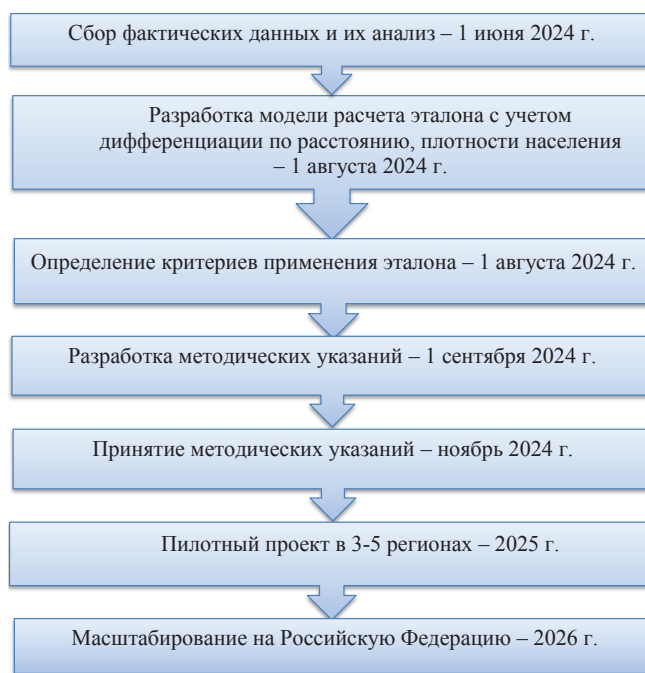 Сбор фактических данных и их анализ – 1 июня 2024 г.
Разработка модели расчета эталона с учетом
дифференциации по расстоянию, плотности населения
– 1 августа 2024 г.
Определение критериев применения эталона – 1 августа 2024 г.
Разработка методических указаний – 1 сентября 2024 г.
Принятие методических указаний – ноябрь 2024 г.
Пилотный проект в 3-5 регионах – 2025 г.
Масштабирование на Российскую Федерацию – 2026 г.